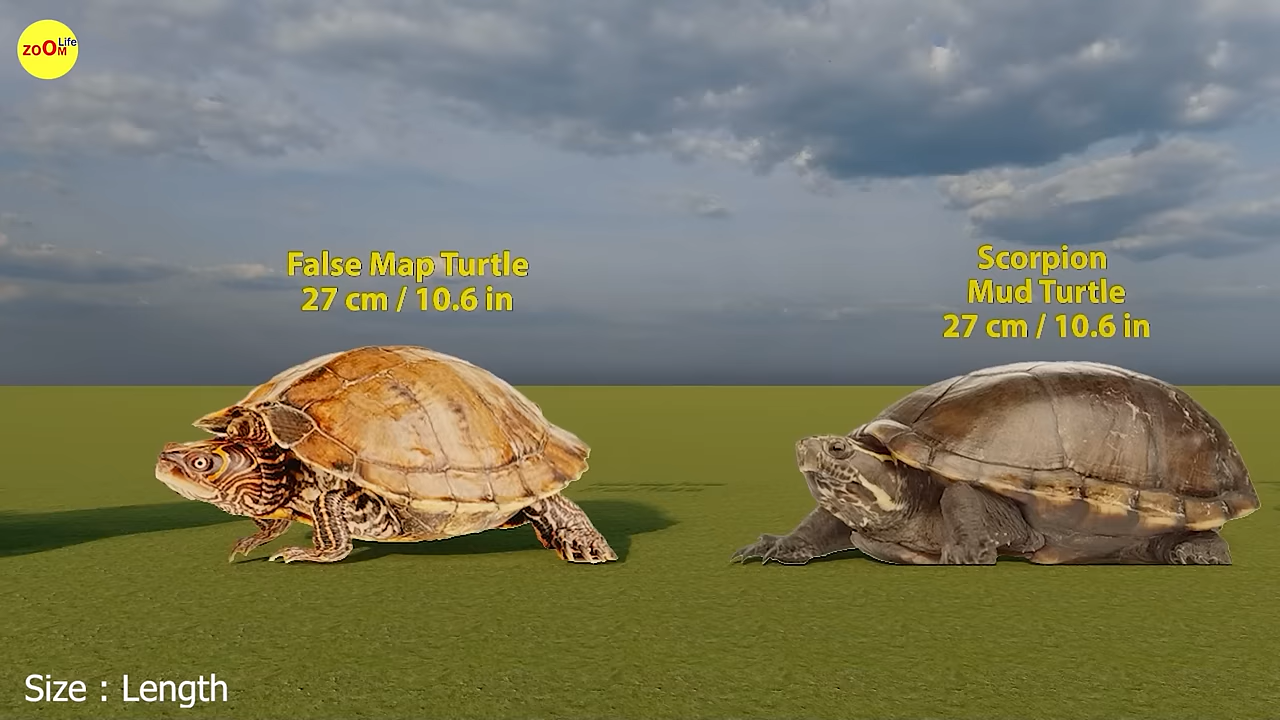 ZOOM Life
False Map Turtle
27 cm / 10.6 in
Scorpion
Mud Turtle
27 cm / 10.6 in
Size : Length